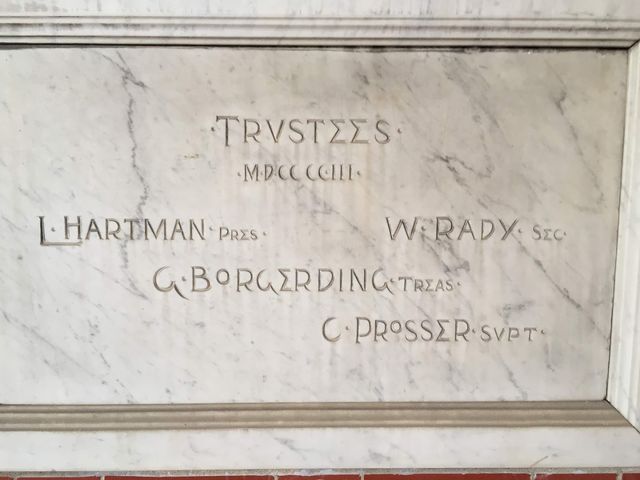 ·TRVSTEES·
·MDCCCCIII·
L·HARTMAN·PRES· W·RADY·SEC·
G·BORGERDING·TREAS·
C·PROSSER·SVPT·